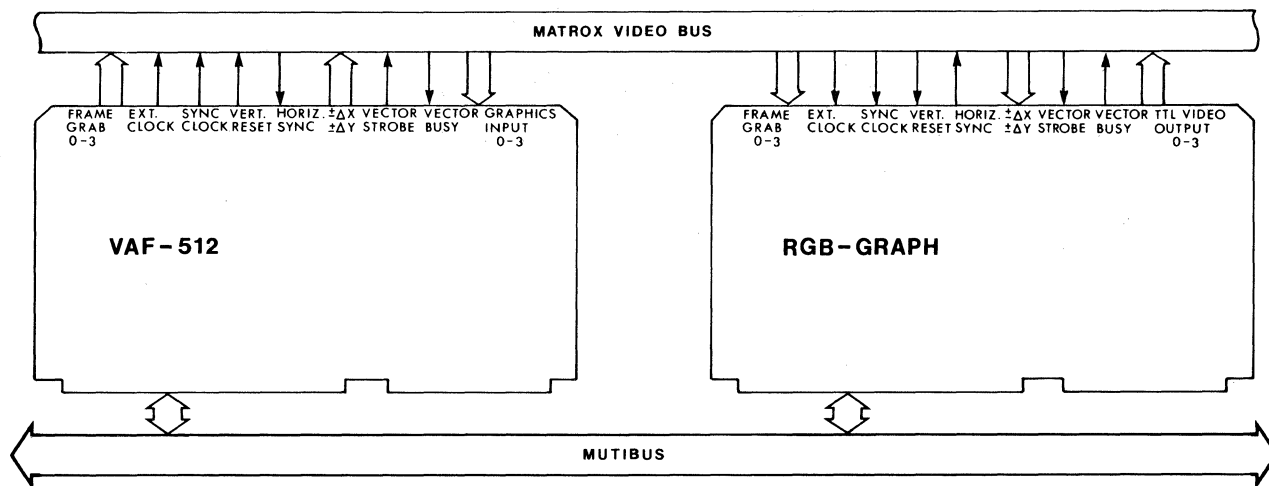 MATROX VIDEO BUS
FRAME EXT. SYNC VERT. HORIZ. ±ΔX VECTOR VECTOR GRAPHICS
GRAB CLOCK CLOCK RESET SYNC ±ΔY STROBE BUSY INPUT
0-3 0-3
FRAME EXT. SYNC VERT. HORIZ. ±ΔX VECTOR VECTOR TTL VIDEO
GRAB CLOCK CLOCK RESET SYNC ±ΔY STROBE BUSY OUTPUT
0-3 0-3
VAF-512
RGB-GRAPH
MUTIBUS